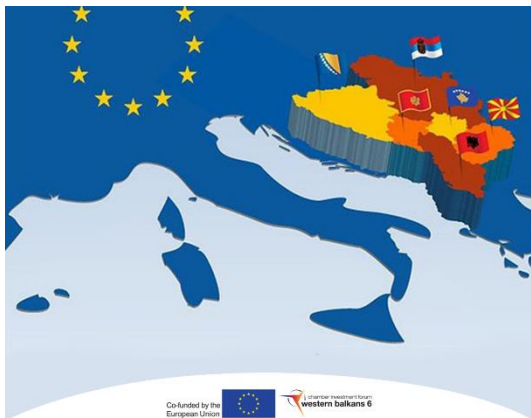 Co-funded by the
European Union
chamber investment forum
western balkans 6